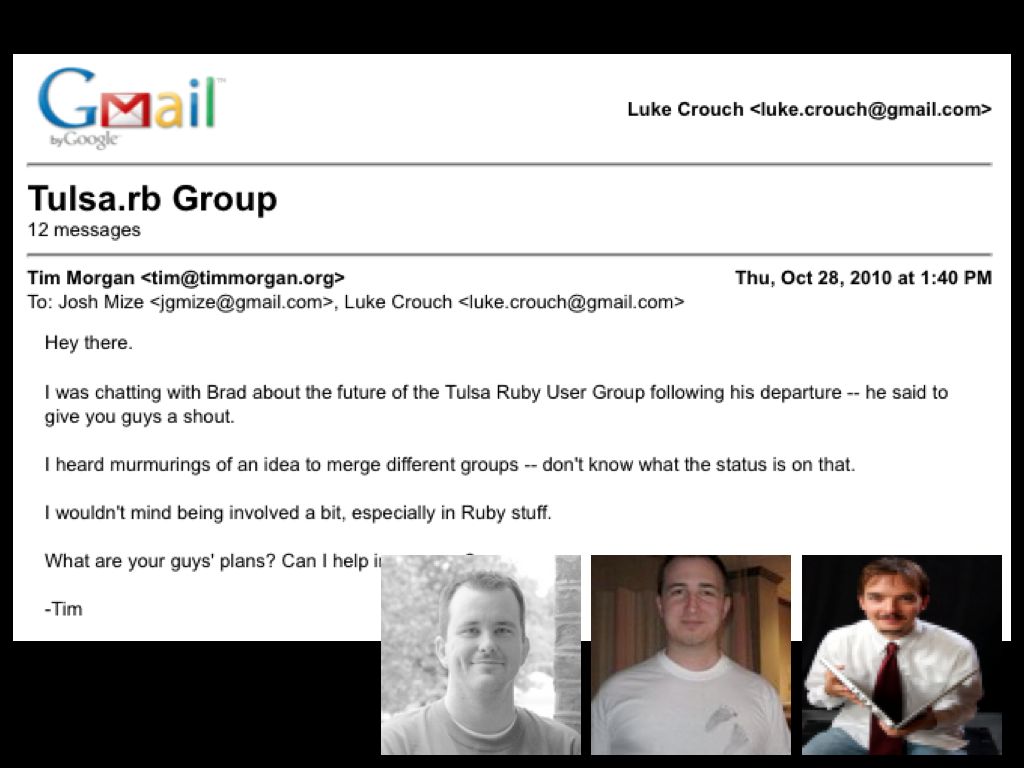 Gmail™
by Google™
Luke Crouch <luke.crouch@gmail.com>
Tulsa.rb Group
12 messages
Tim Morgan <tim@timmorgan.org>
Thu, Oct 28, 2010 at 1:40 PM
To: Josh Mize <jgmize@gmail.com>, Luke Crouch <luke.crouch@gmail.com>
Hey there.
I was chatting with Brad about the future of the Tulsa Ruby User Group following his departure -- he said to
give you guys a shout.
I heard murmurings of an idea to merge different groups -- don't know what the status is on that.
I wouldn't mind being involved a bit, especially in Ruby stuff.
What are your guys' plans? Can I help
-Tim